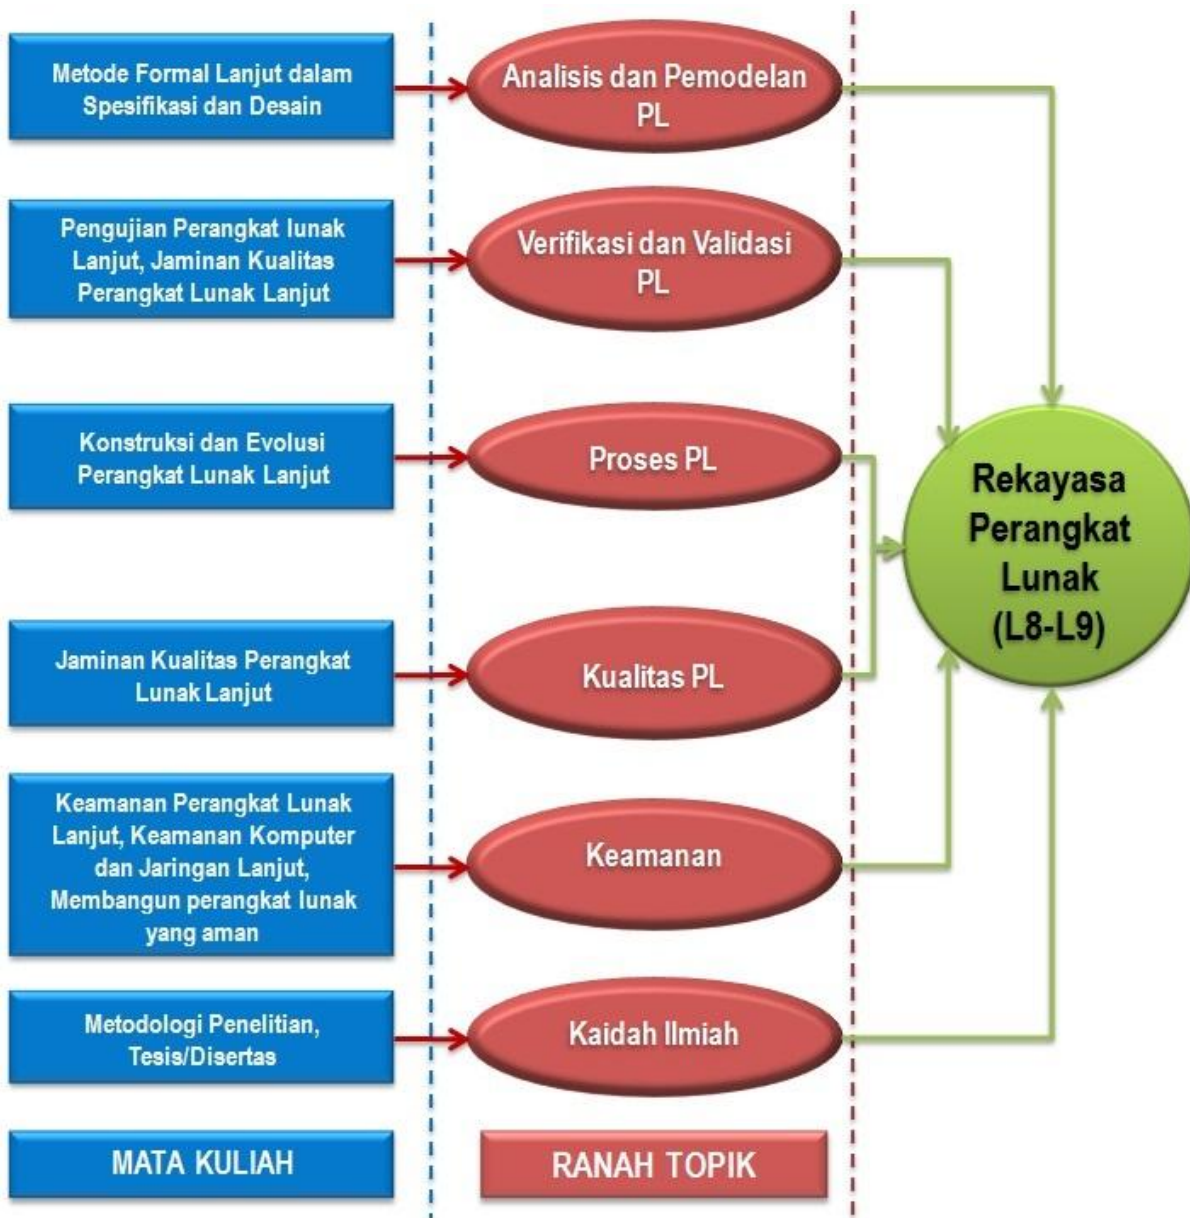 Metode Formal Lanjut dalam
Spesifikasi dan Desain
Analisis dan Pemodelan
PL
Pengujian Perangkat lunak
Lanjut, Jaminan Kualitas
Perangkat Lunak Lanjut
Verifikasi dan Validasi
PL
Konstruksi dan Evolusi
Perangkat Lunak Lanjut
Proses PL
Rekayasa
Perangkat
Lunak
(L8-L9)
Jaminan Kualitas Perangkat
Lunak Lanjut
Kualitas PL
Keamanan Perangkat Lunak
Lanjut, Keamanan Komputer
dan Jaringan Lanjut,
Membangun perangkat lunak
yang aman
Keamanan
Metodologi Penelitian,
Tesis/Disertas
Kaidah Ilmiah
MATA KULIAH
RANAH TOPIK